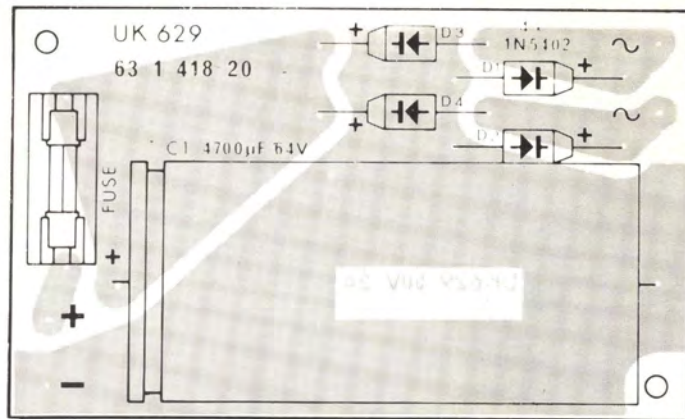 UK 629
63 1 418 20
+ D3
1N5402
~
D1 +
+ D4
~
D2 +
C1 4700µF 64V
FUSE
+
+
−